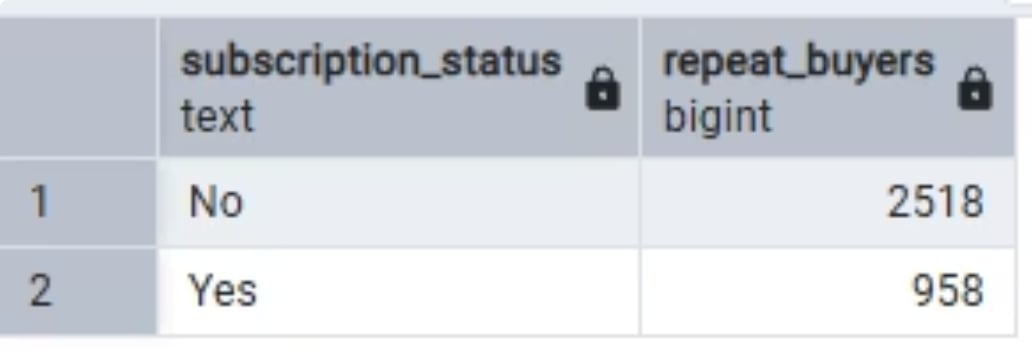 subscription_status repeat_buyers
text bigint
1 No 2518
2 Yes 958